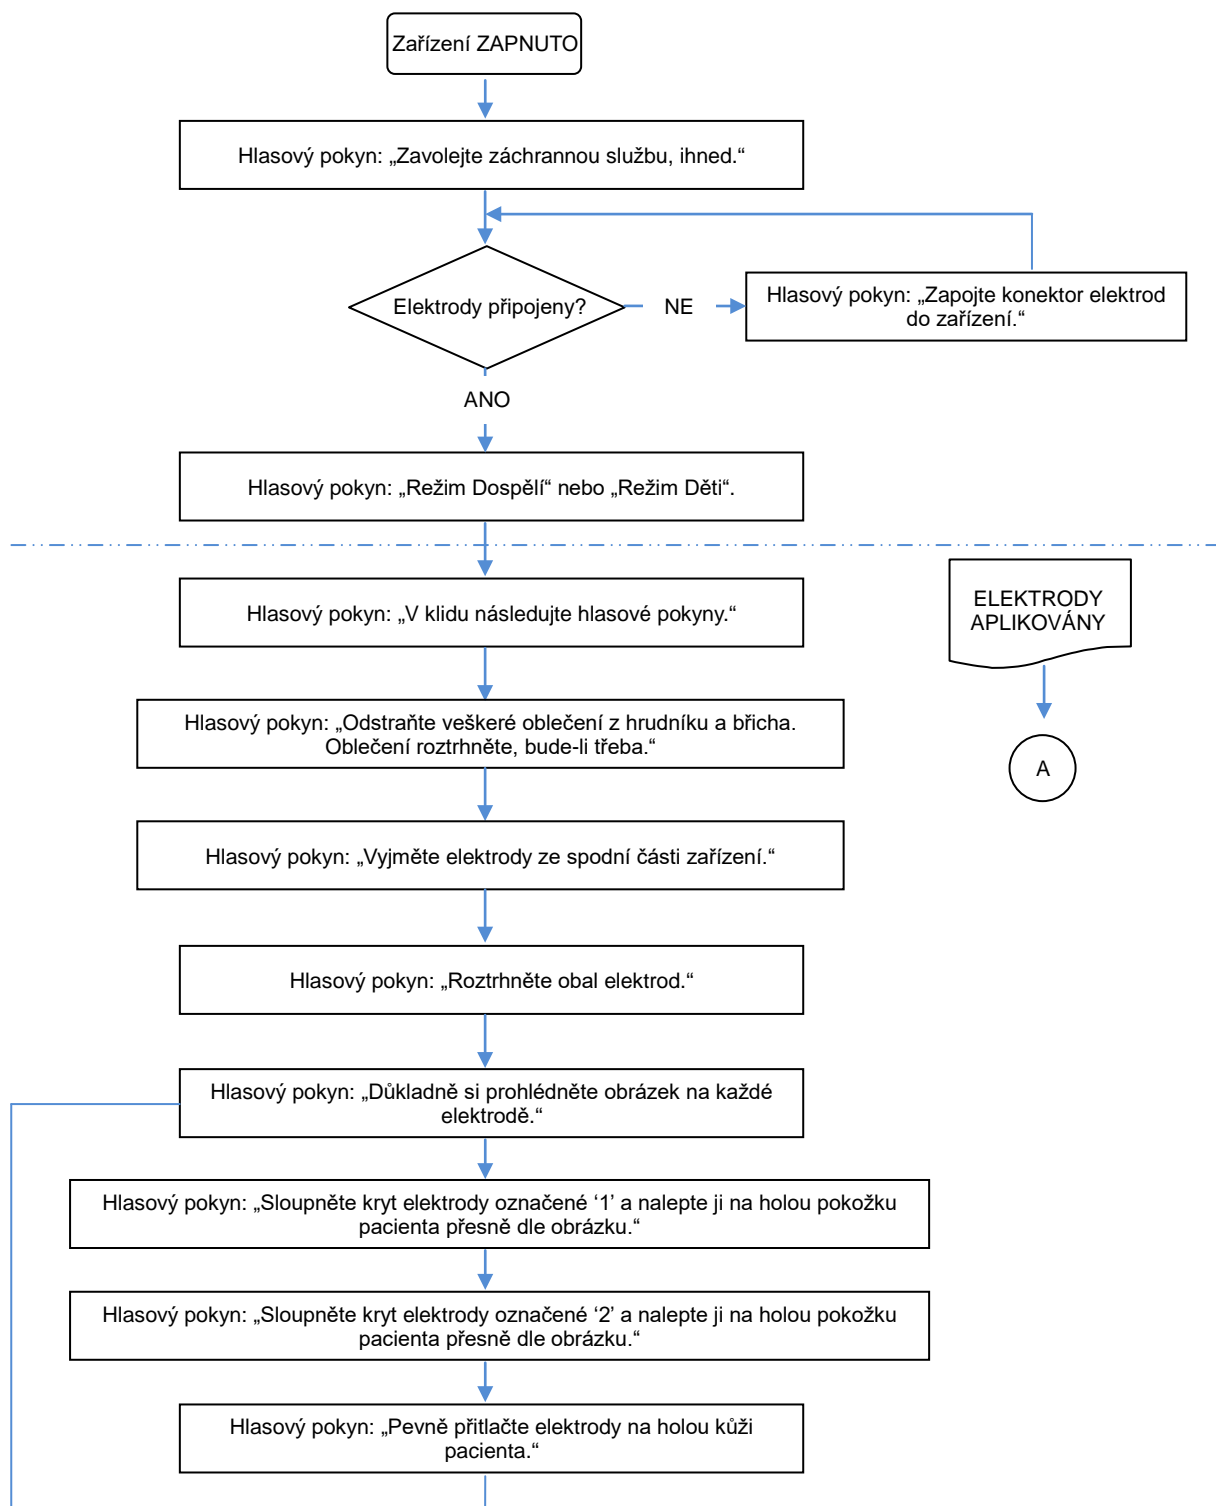 Zařízení ZAPNUTO
Hlasový pokyn: „Zavolejte záchrannou službu, ihned.“
Elektrody připojeny?
NE
Hlasový pokyn: „Zapojte konektor elektrod
do zařízení.“
ANO
Hlasový pokyn: „Režim Dospělí“ nebo „Režim Děti“.
Hlasový pokyn: „V klidu následujte hlasové pokyny.“
ELEKTRODY
APLIKOVÁNY
A
Hlasový pokyn: „Odstraňte veškeré oblečení z hrudníku a břicha.
Oblečení roztrhněte, bude-li třeba.“
Hlasový pokyn: „Vyjměte elektrody ze spodní části zařízení.“
Hlasový pokyn: „Roztrhněte obal elektrod.“
Hlasový pokyn: „Důkladně si prohlédněte obrázek na každé
elektrodě.“
Hlasový pokyn: „Sloupněte kryt elektrody označené ‘1’ a nalepte ji na holou pokožku
pacienta přesně dle obrázku.“
Hlasový pokyn: „Sloupněte kryt elektrody označené ‘2’ a nalepte ji na holou pokožku
pacienta přesně dle obrázku.“
Hlasový pokyn: „Pevně přitlačte elektrody na holou kůži
pacienta.“